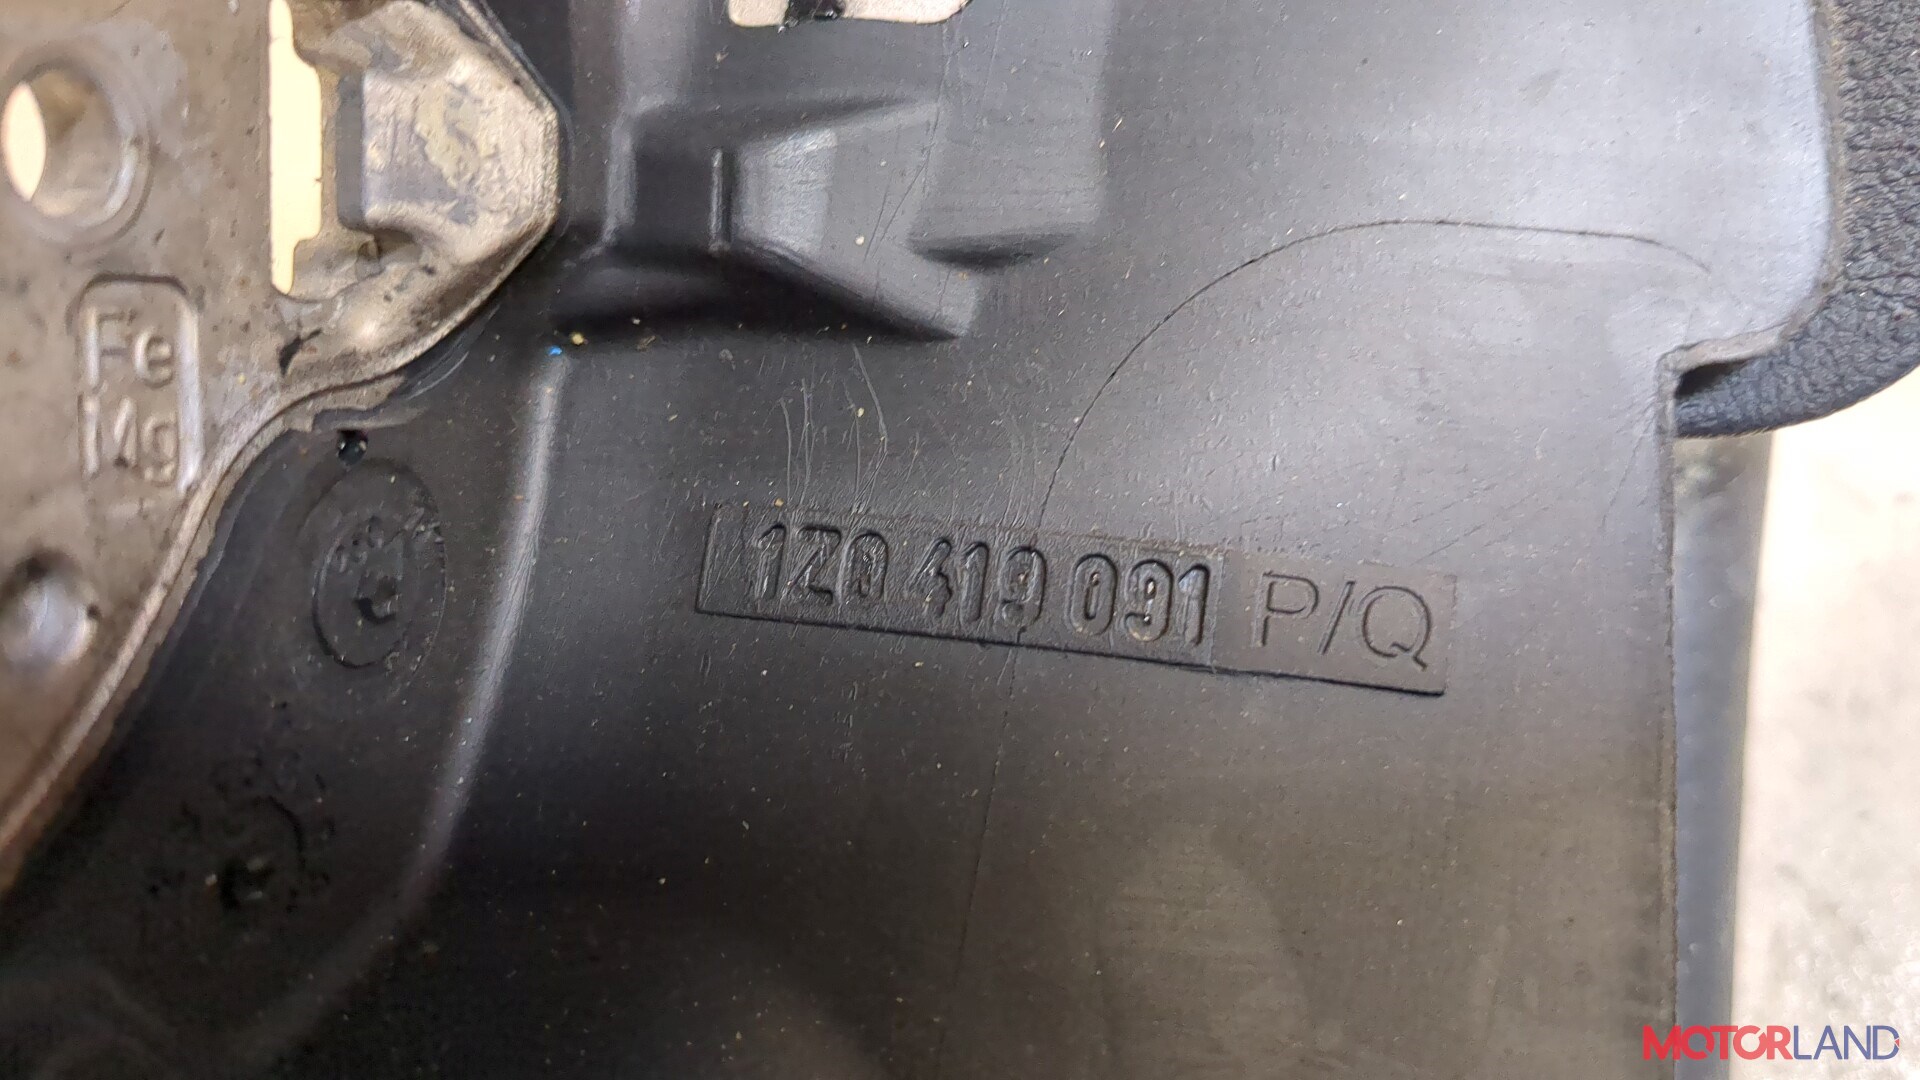 Fe
Mg
1Z0 419 091 P/Q
MOTORLAND